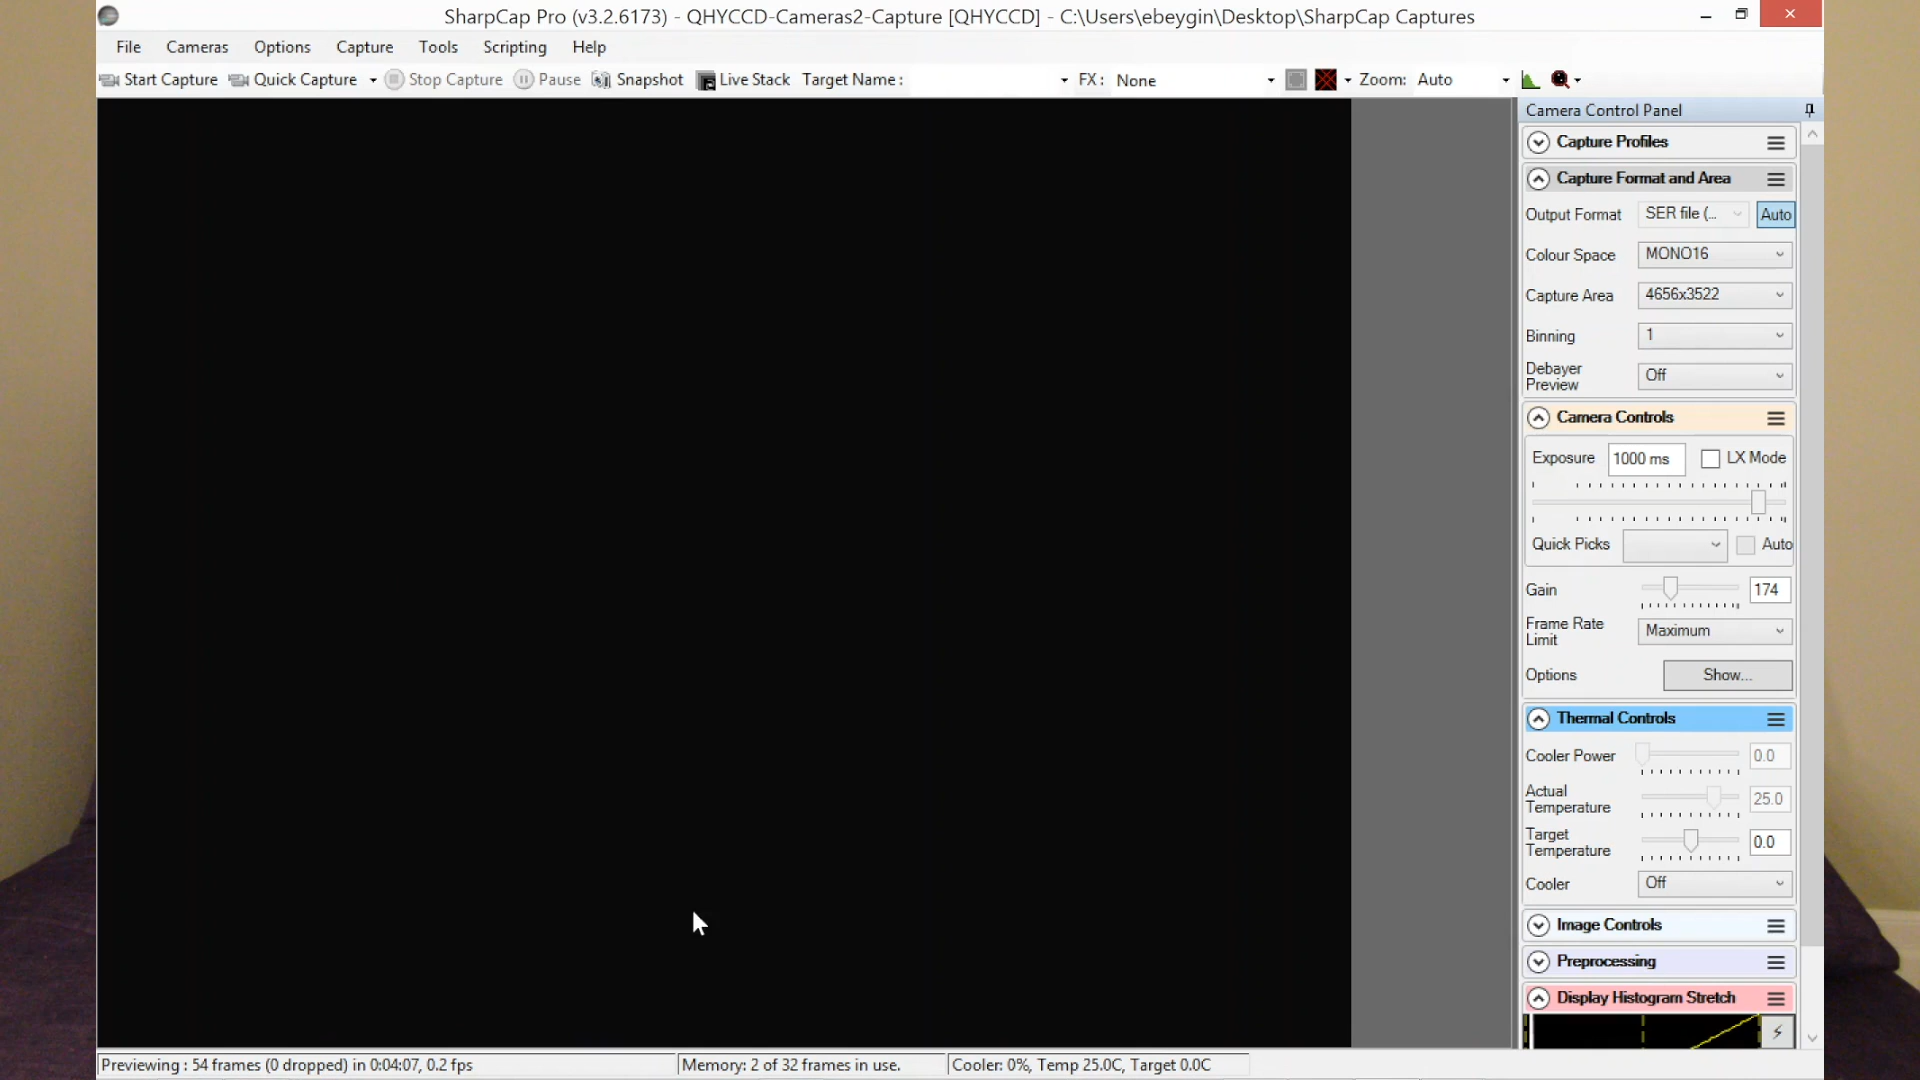 SharpCap Pro (v3.2.6173) - QHYCCD-Cameras2-Capture [QHYCCD] - C:\Users\ebeygin\Desktop\SharpCap Captures
File Cameras Options Capture Tools Scripting Help
Start Capture Quick Capture Stop Capture Pause Snapshot Live Stack Target Name : FX : None Zoom: Auto
Camera Control Panel
Capture Profiles
Capture Format and Area
Output Format SER file (... Auto
Colour Space MONO16
Capture Area 4656x3522
Binning 1
Debayer
Preview Off
Camera Controls
Exposure 1000 ms LX Mode
Quick Picks Auto
Gain 174
Frame Rate
Limit Maximum
Options Show...
Thermal Controls
Cooler Power 0.0
Actual
Temperature 25.0
Target
Temperature 0.0
Cooler Off
Image Controls
Preprocessing
Display Histogram Stretch
Previewing : 54 frames (0 dropped) in 0:04:07, 0.2 fps Memory: 2 of 32 frames in use. Cooler: 0%, Temp 25.0C, Target 0.0C